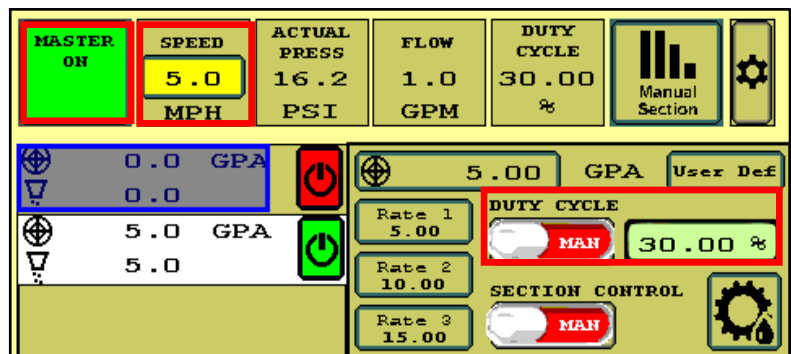 MASTER ON
SPEED
5.0
MPH
ACTUAL PRESS
16.2
PSI
FLOW
1.0
GPM
DUTY CYCLE
30.00
%
Manual Section
0.0 GPA
0.0
5.0 GPA
5.0
5.00 GPA
User Def
Rate 1
5.00
Rate 2
10.00
Rate 3
15.00
DUTY CYCLE
MAN
30.00 %
SECTION CONTROL
MAN